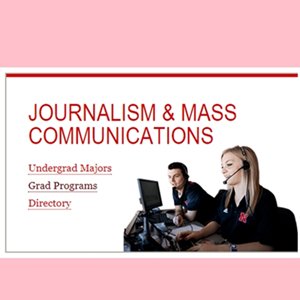 JOURNALISM & MASS
COMMUNICATIONS
Undergrad Majors
Grad Programs
Directory